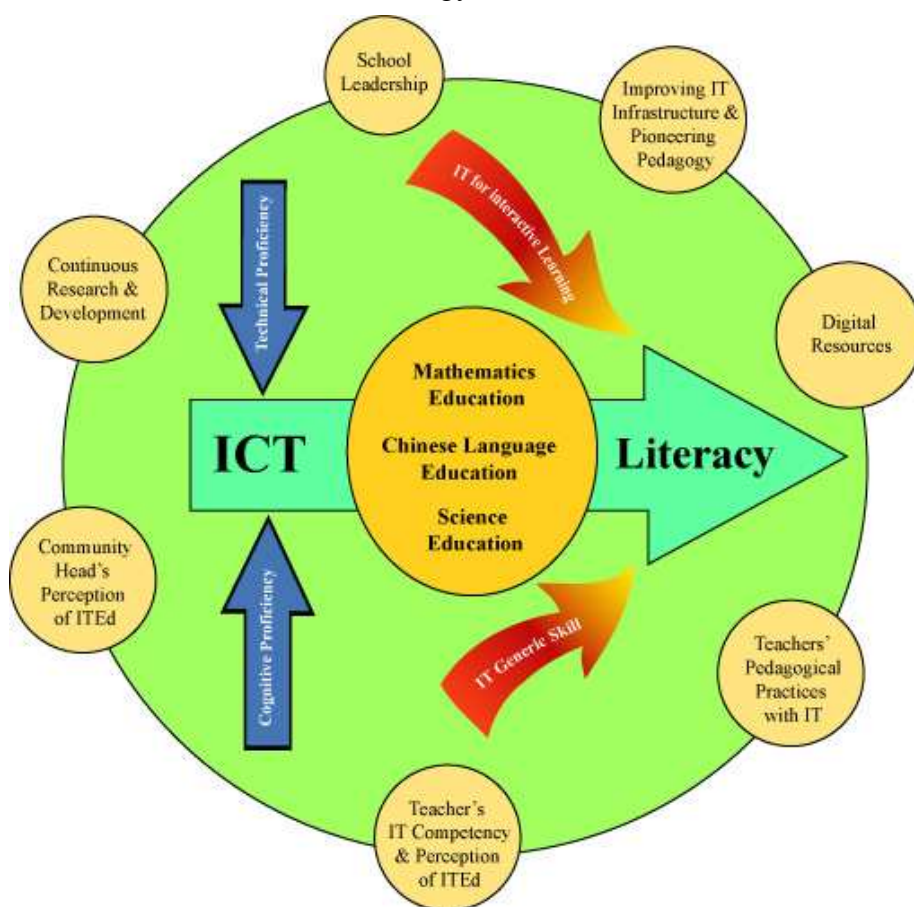 gy
School
Leadership
Improving IT
Infrastructure &
Pioneering
Pedagogy
IT for interactive Learning
Technical Proficiency
Continuous
Research &
Development
Digital
Resources
Mathematics
Education
Chinese Language
Education
Science
Education
ICT
Literacy
Community
Head's
Perception
of ITEd
Cognitive Proficiency
IT Generic Skill
Teachers'
Pedagogical
Practices
with IT
Teacher's
IT Competency
& Perception
of ITEd